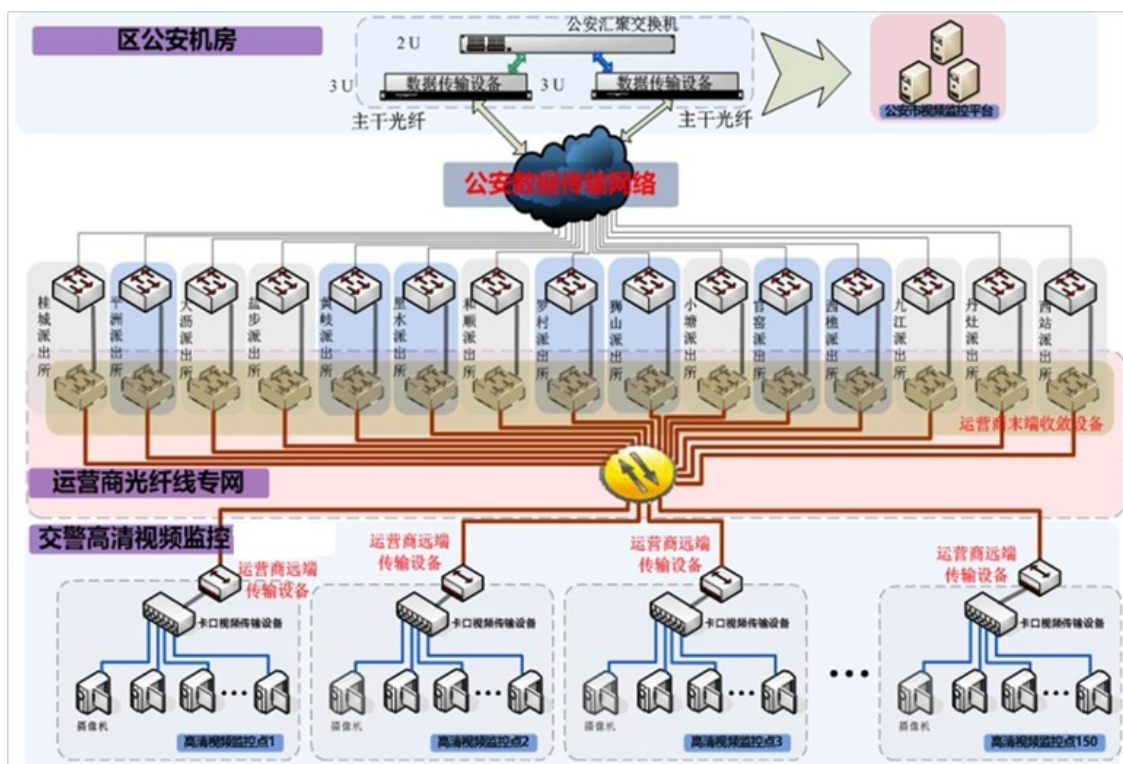 区公安机房
公安汇聚交换机
2 U
3 U
数据传输设备
3 U
数据传输设备
主干光纤
主干光纤
公安市视频监控平台
公安数据传输网络
桂城派出所
平洲派出所
大沥派出所
盐步派出所
黄岐派出所
里水派出所
和顺派出所
罗村派出所
狮山派出所
小塘派出所
官窑派出所
西樵派出所
九江派出所
丹灶派出所
西站派出所
运营商末端收敛设备
运营商光纤线专网
交警高清视频监控
运营商远端
传输设备
运营商远端
传输设备
运营商远端
传输设备
运营商远端
传输设备
卡口视频传输设备
卡口视频传输设备
卡口视频传输设备
卡口视频传输设备
摄像机
摄像机
摄像机
摄像机
高清视频监控点1
高清视频监控点2
高清视频监控点3
高清视频监控点150